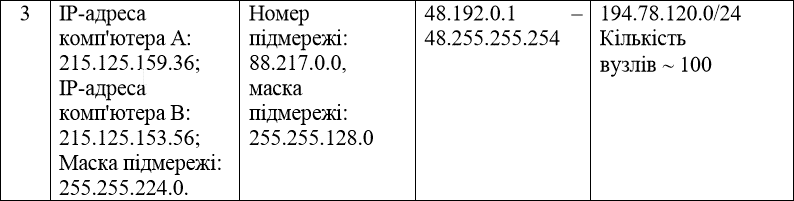 3
IP-адреса
комп'ютера А:
215.125.159.36;
IP-адреса
комп'ютера В:
215.125.153.56;
Маска підмережі:
255.255.224.0.
Номер
підмережі:
88.217.0.0,
маска
підмережі:
255.255.128.0
48.192.0.1 –
48.255.255.254
194.78.120.0/24
Кількість
вузлів ~ 100